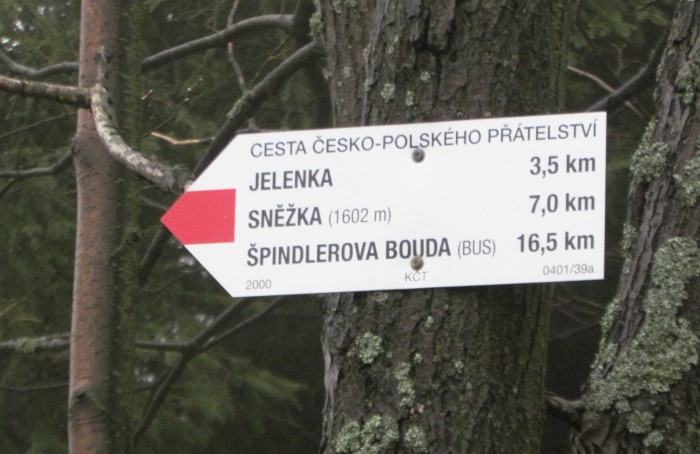 CESTA ČESKO-POLSKÉHO PŘÁTELSTVÍ
JELENKA 3,5 km
SNĚŽKA (1602 m) 7,0 km
ŠPINDLEROVA BOUDA (BUS) 16,5 km
2000 KČT 0401/39a